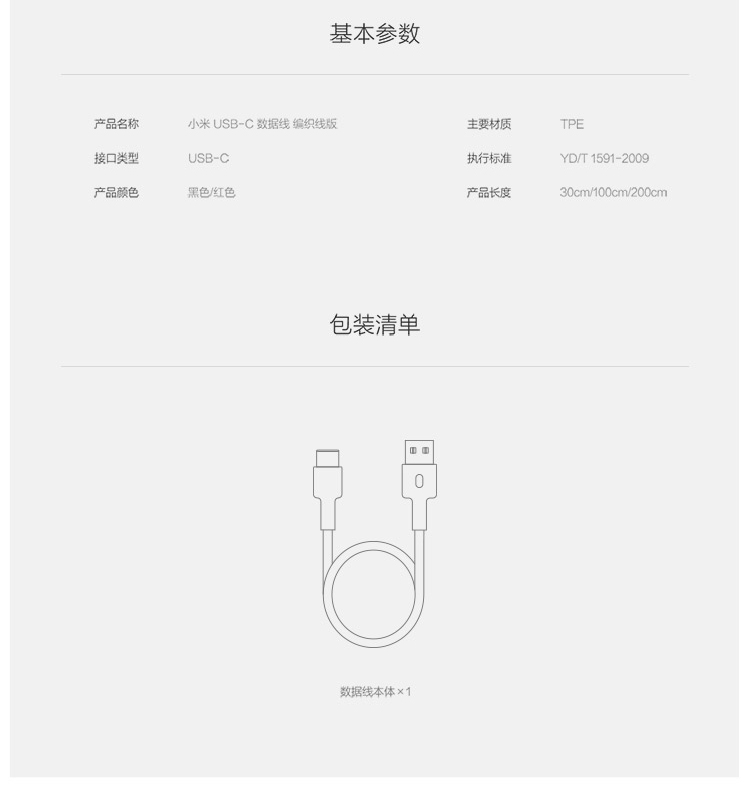 基本参数
产品名称 小米 USB-C 数据线 编织线版 主要材质 TPE
接口类型 USB-C 执行标准 YD/T 1591-2009
产品颜色 黑色/红色 产品长度 30cm/100cm/200cm
包装清单
数据线本体×1